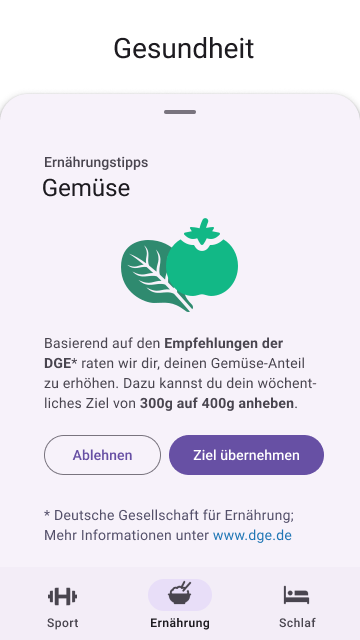 Gesundheit
Ernährungstipps
Gemüse
Basierend auf den Empfehlungen der
DGE* raten wir dir, deinen Gemüse-Anteil
zu erhöhen. Dazu kannst du dein wöchent-
liches Ziel von 300g auf 400g anheben.
Ablehnen
Ziel übernehmen
* Deutsche Gesellschaft für Ernährung;
Mehr Informationen unter www.dge.de
Sport
Ernährung
Schlaf